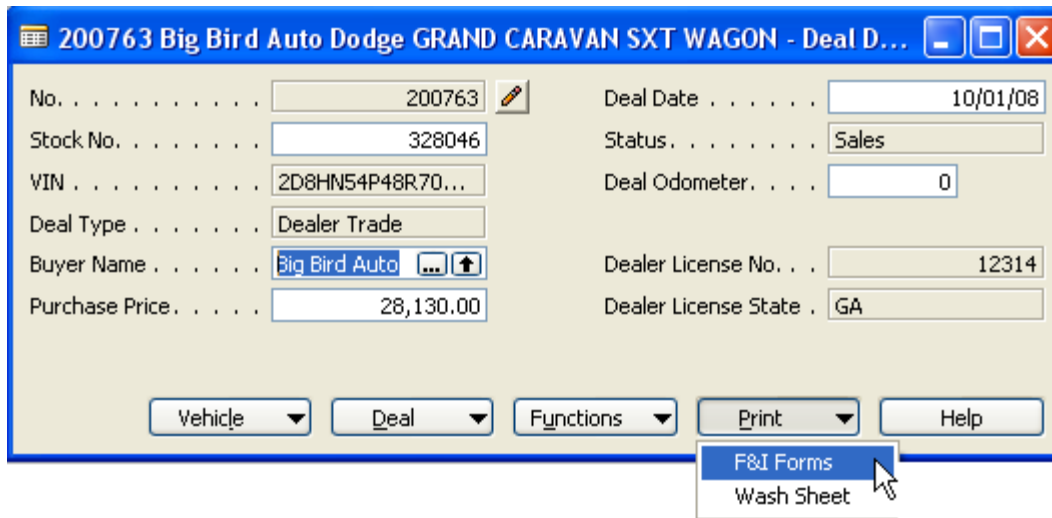 200763 Big Bird Auto Dodge GRAND CARAVAN SXT WAGON - Deal D...
No. . . . . . . . . . . 200763 Deal Date . . . . . . 10/01/08
Stock No. . . . . . . . 328046 Status. . . . . . . . Sales
VIN . . . . . . . . . . 2D8HN54P48R70... Deal Odometer. . . . 0
Deal Type . . . . . . . Dealer Trade
Buyer Name . . . . . . Big Bird Auto ... Dealer License No. . . 12314
Purchase Price. . . . . 28,130.00 Dealer License State . GA
Vehicle Deal Functions Print Help
F&I Forms
Wash Sheet